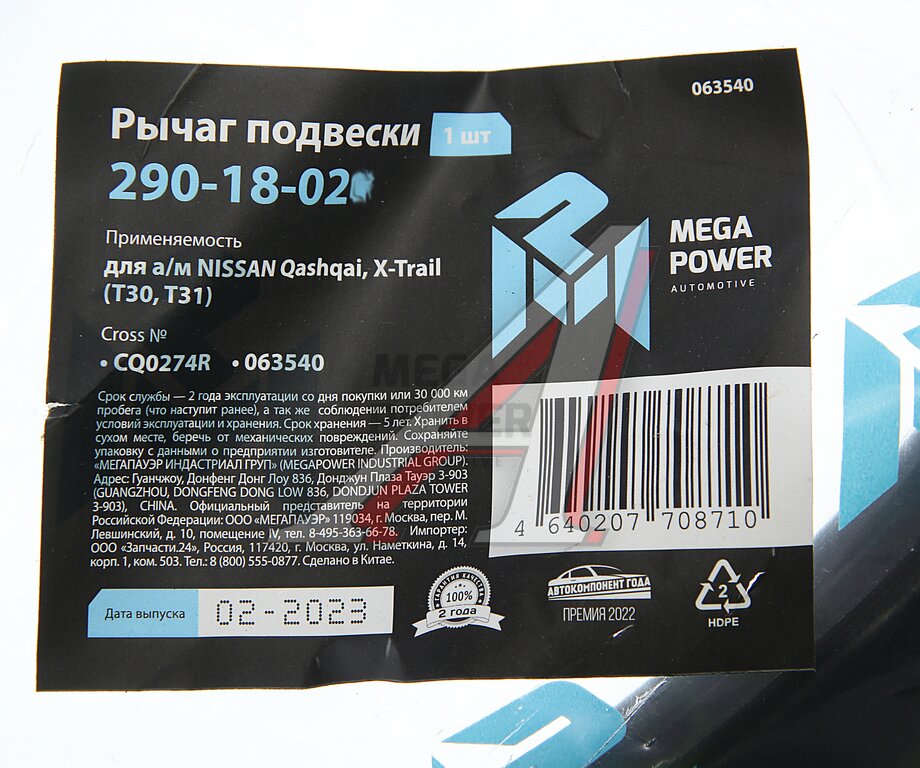 063540
Рычаг подвески 1 шт
290-18-02
Применяемость
для а/м NISSAN Qashqai, X-Trail
(T30, T31)
MEGA
POWER
AUTOMOTIVE
Cross №
• CQ0274R • 063540
Срок службы — 2 года эксплуатации со дня покупки или 30 000 км
пробега (что наступит ранее), а так же соблюдении потребителем
условий эксплуатации и хранения. Срок хранения — 5 лет. Хранить в
сухом месте, беречь от механических повреждений. Сохраняйте
упаковку с данными о предприятии изготовителе. Производитель:
«МЕГАПАУЭР ИНДАСТРИАЛ ГРУП» (MEGAPOWER INDUSTRIAL GROUP).
Адрес: Гуанчжоу, Донфенг Донг Лоу 836, Донджун Плаза Тауэр 3-903
(GUANGZHOU, DONGFENG DONG LOW 836, DONDJUN PLAZA TOWER
3-903), CHINA. Официальный представитель на территории
Российской Федерации: ООО «МЕГАПАУЭР» 119034, г. Москва, пер. М.
Левшинский, д. 10, помещение iv, тел. 8-495-363-66-78. Импортер:
ООО «Запчасти.24», Россия, 117420, г. Москва, ул. Наметкина, д. 14,
корп. 1, ком. 503. Тел.: 8 (800) 555-0877. Сделано в Китае.
4 640207 708710
Дата выпуска 02-2023
ГАРАНТИЯ КАЧЕСТВА
100%
2 года
АВТОКОМПОНЕНТ ГОДА
ПРЕМИЯ 2022
2
HDPE